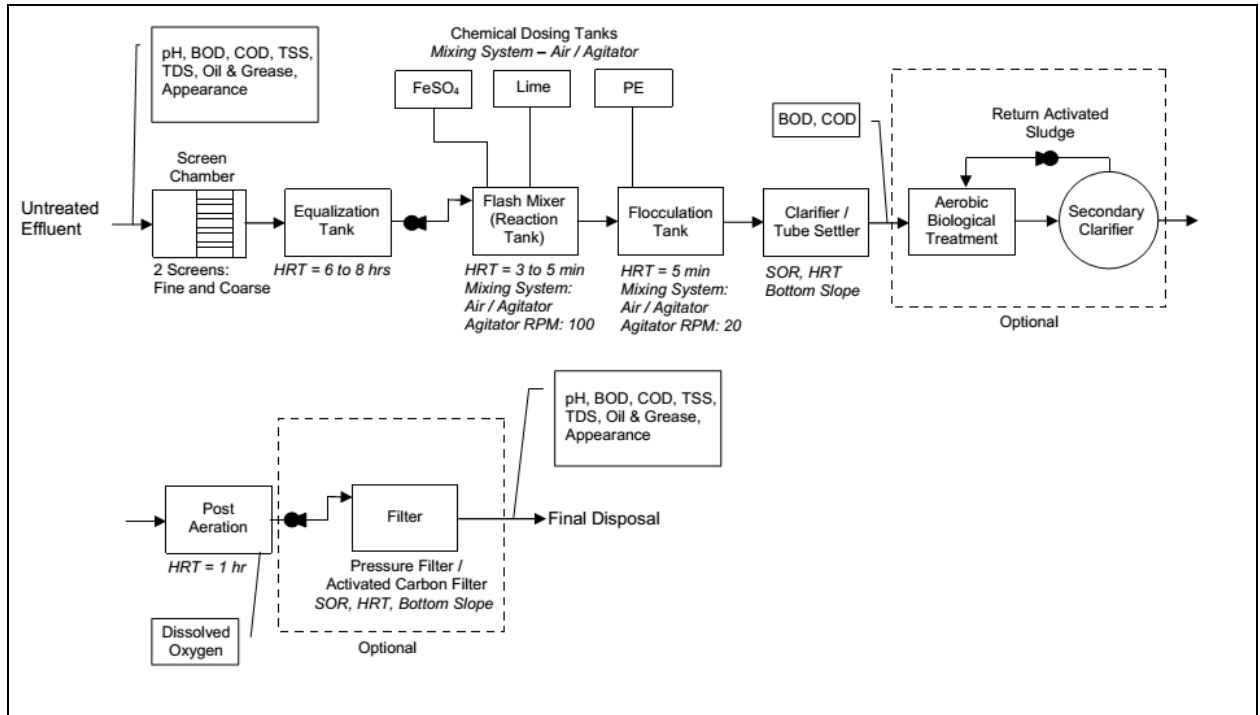 pH, BOD, COD, TSS,
TDS, Oil & Grease,
Appearance
Chemical Dosing Tanks
Mixing System – Air / Agitator
FeSO₄
Lime
PE
BOD, COD
Return Activated
Sludge
Untreated
Effluent
Screen
Chamber
2 Screens:
Fine and Coarse
Equalization
Tank
HRT = 6 to 8 hrs
Flash Mixer
(Reaction
Tank)
HRT = 3 to 5 min
Mixing System:
Air / Agitator
Agitator RPM: 100
Flocculation
Tank
HRT = 5 min
Mixing System:
Air / Agitator
Agitator RPM: 20
Clarifier /
Tube Settler
SOR, HRT
Bottom Slope
Aerobic
Biological
Treatment
Secondary
Clarifier
Optional
Post
Aeration
HRT = 1 hr
Dissolved
Oxygen
Filter
Pressure Filter /
Activated Carbon Filter
SOR, HRT, Bottom Slope
Optional
pH, BOD, COD, TSS,
TDS, Oil & Grease,
Appearance
Final Disposal